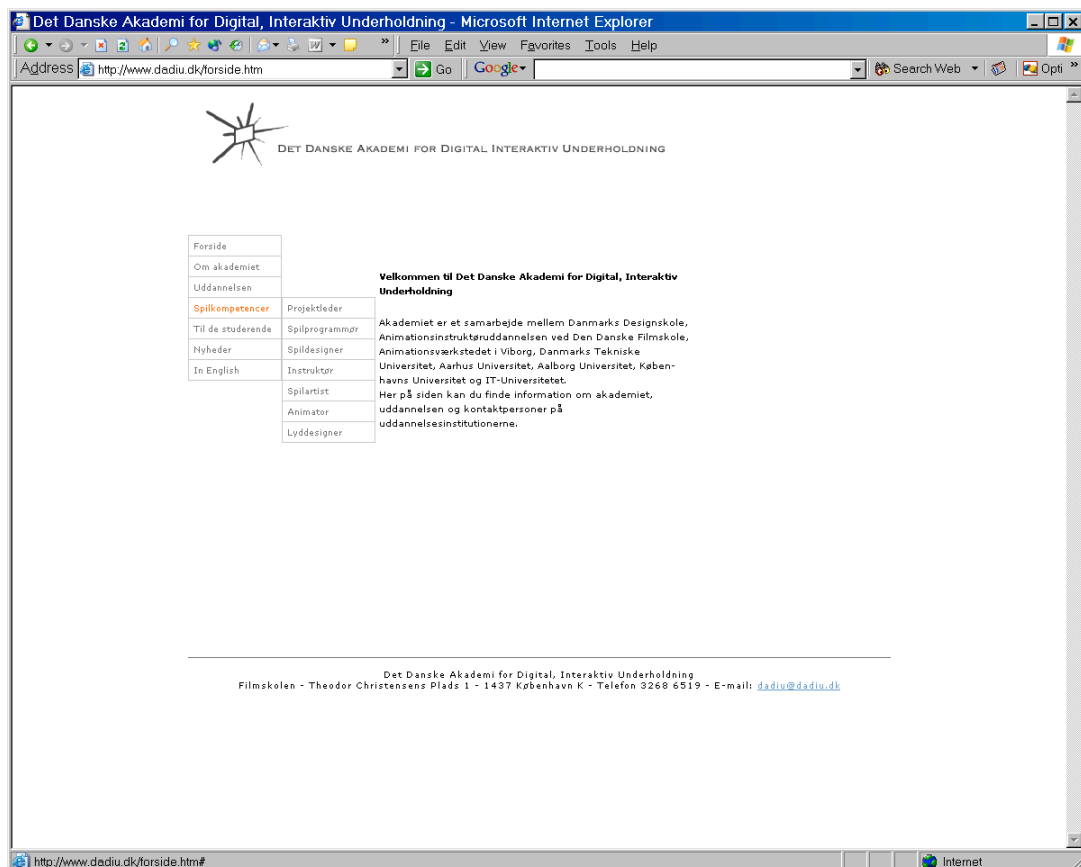 Det Danske Akademi for Digital, Interaktiv Underholdning - Microsoft Internet Explorer
» File Edit View Favorites Tools Help
Address http://www.dadiu.dk/forside.htm Go Google Search Web Opti »
DET DANSKE AKADEMI FOR DIGITAL INTERAKTIV UNDERHOLDNING
Forside
Om akademiet
Uddannelsen
Spilkompetencer
Til de studerende
Nyheder
In English
Projektleder
Spilprogrammør
Spildesigner
Instruktør
Spilartist
Animator
Lyddesigner
Velkommen til Det Danske Akademi for Digital, Interaktiv
Underholdning
Akademiet er et samarbejde mellem Danmarks Designskole,
Animationsinstruktøruddannelsen ved Den Danske Filmskole,
Animationsværkstedet i Viborg, Danmarks Tekniske
Universitet, Aarhus Universitet, Aalborg Universitet, Køben-
havns Universitet og IT-Universitetet.
Her på siden kan du finde information om akademiet,
uddannelsen og kontaktpersoner på
uddannelsesinstitutionerne.
Det Danske Akademi for Digital, Interaktiv Underholdning
Filmskolen - Theodor Christensens Plads 1 - 1437 København K - Telefon 3268 6519 - E-mail: dadiu@dadiu.dk
http://www.dadiu.dk/forside.htm# Internet